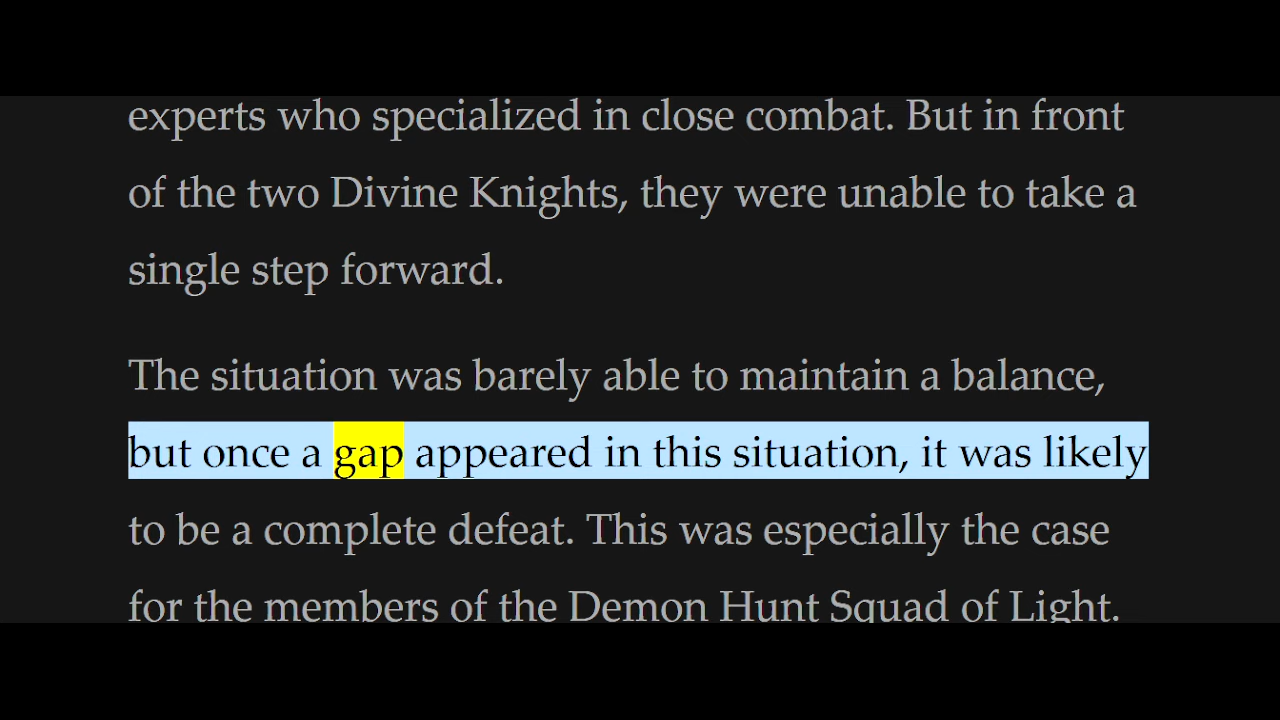 experts who specialized in close combat. But in front
of the two Divine Knights, they were unable to take a
single step forward.
The situation was barely able to maintain a balance,
but once a gap appeared in this situation, it was likely
to be a complete defeat. This was especially the case
for the members of the Demon Hunt Squad of Light.